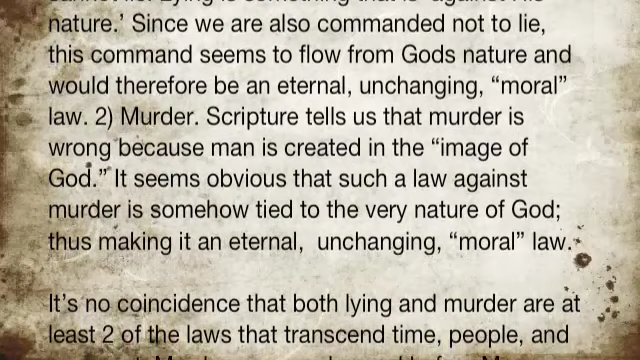 nature.’ Since we are also commanded not to lie,
this command seems to flow from Gods nature and
would therefore be an eternal, unchanging, “moral”
law. 2) Murder. Scripture tells us that murder is
wrong because man is created in the “image of
God.” It seems obvious that such a law against
murder is somehow tied to the very nature of God;
thus making it an eternal,  unchanging, “moral” law.
It’s no coincidence that both lying and murder are at
least 2 of the laws that transcend time, people, and